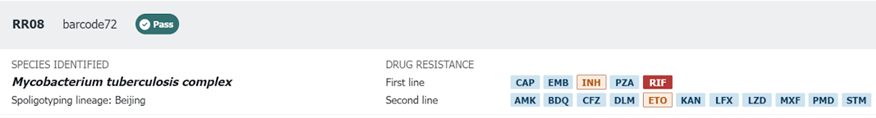 RR08 barcode72 Pass
SPECIES IDENTIFIED
Mycobacterium tuberculosis complex
Spoligotyping lineage: Beijing
DRUG RESISTANCE
First line CAP EMB INH PZA RIF
Second line AMK BDQ CFZ DLM ETO KAN LFX LZD MXF PMD STM